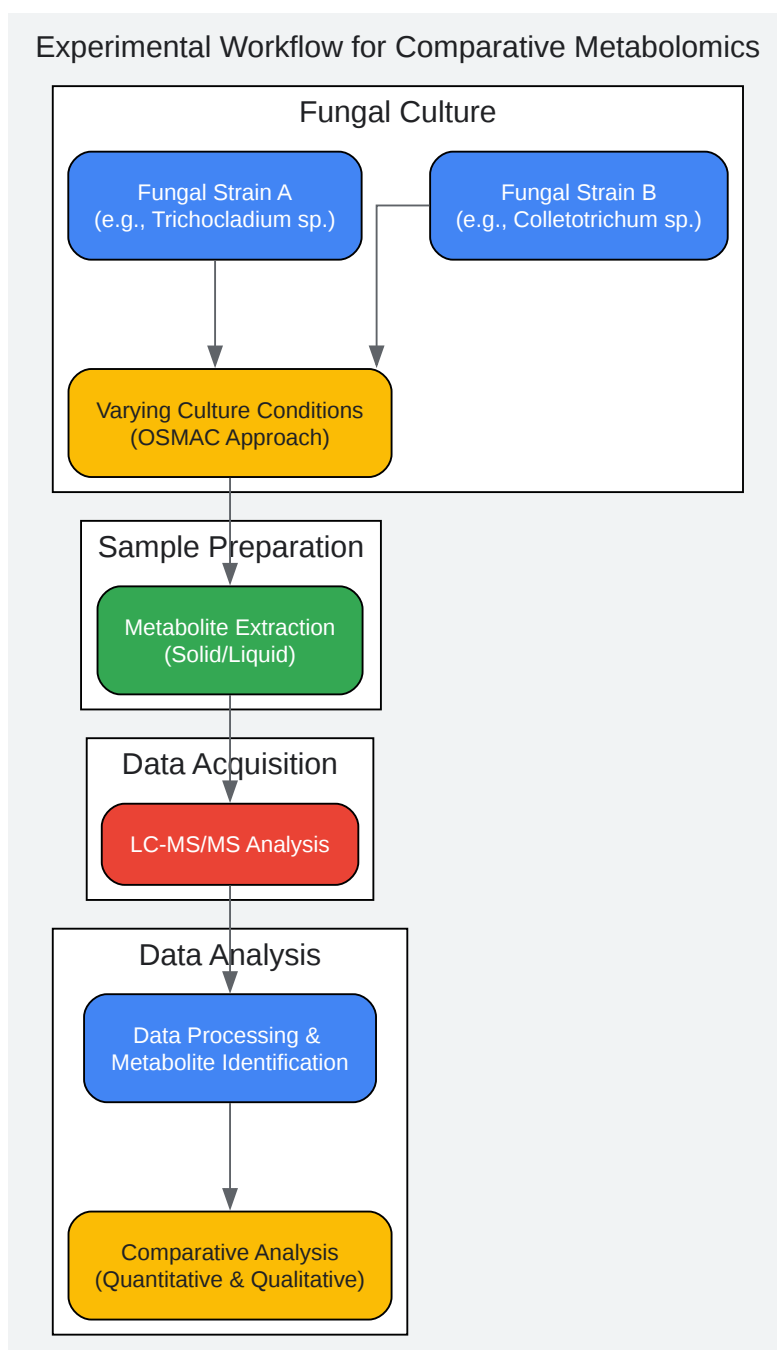 Experimental Workflow for Comparative Metabolomics
Fungal Culture
Fungal Strain A
(e.g., Trichocladium sp.)
Fungal Strain B
(e.g., Colletotrichum sp.)
Varying Culture Conditions
(OSMAC Approach)
Sample Preparation
Metabolite Extraction
(Solid/Liquid)
Data Acquisition
LC-MS/MS Analysis
Data Analysis
Data Processing &
Metabolite Identification
Comparative Analysis
(Quantitative & Qualitative)